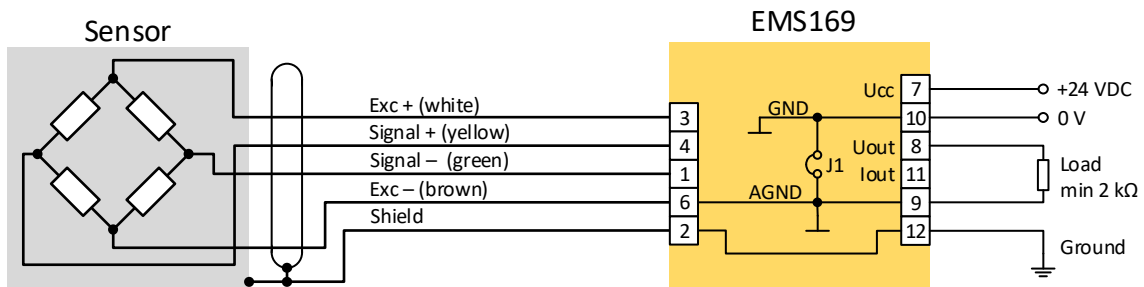 Sensor
EMS169
Exc + (white)
Signal + (yellow)
Signal – (green)
Exc – (brown)
Shield
3
4
1
6
2
GND
J1
AGND
Ucc
Uout
Iout
7
10
8
11
9
12
+24 VDC
0 V
Load
min 2 kΩ
Ground